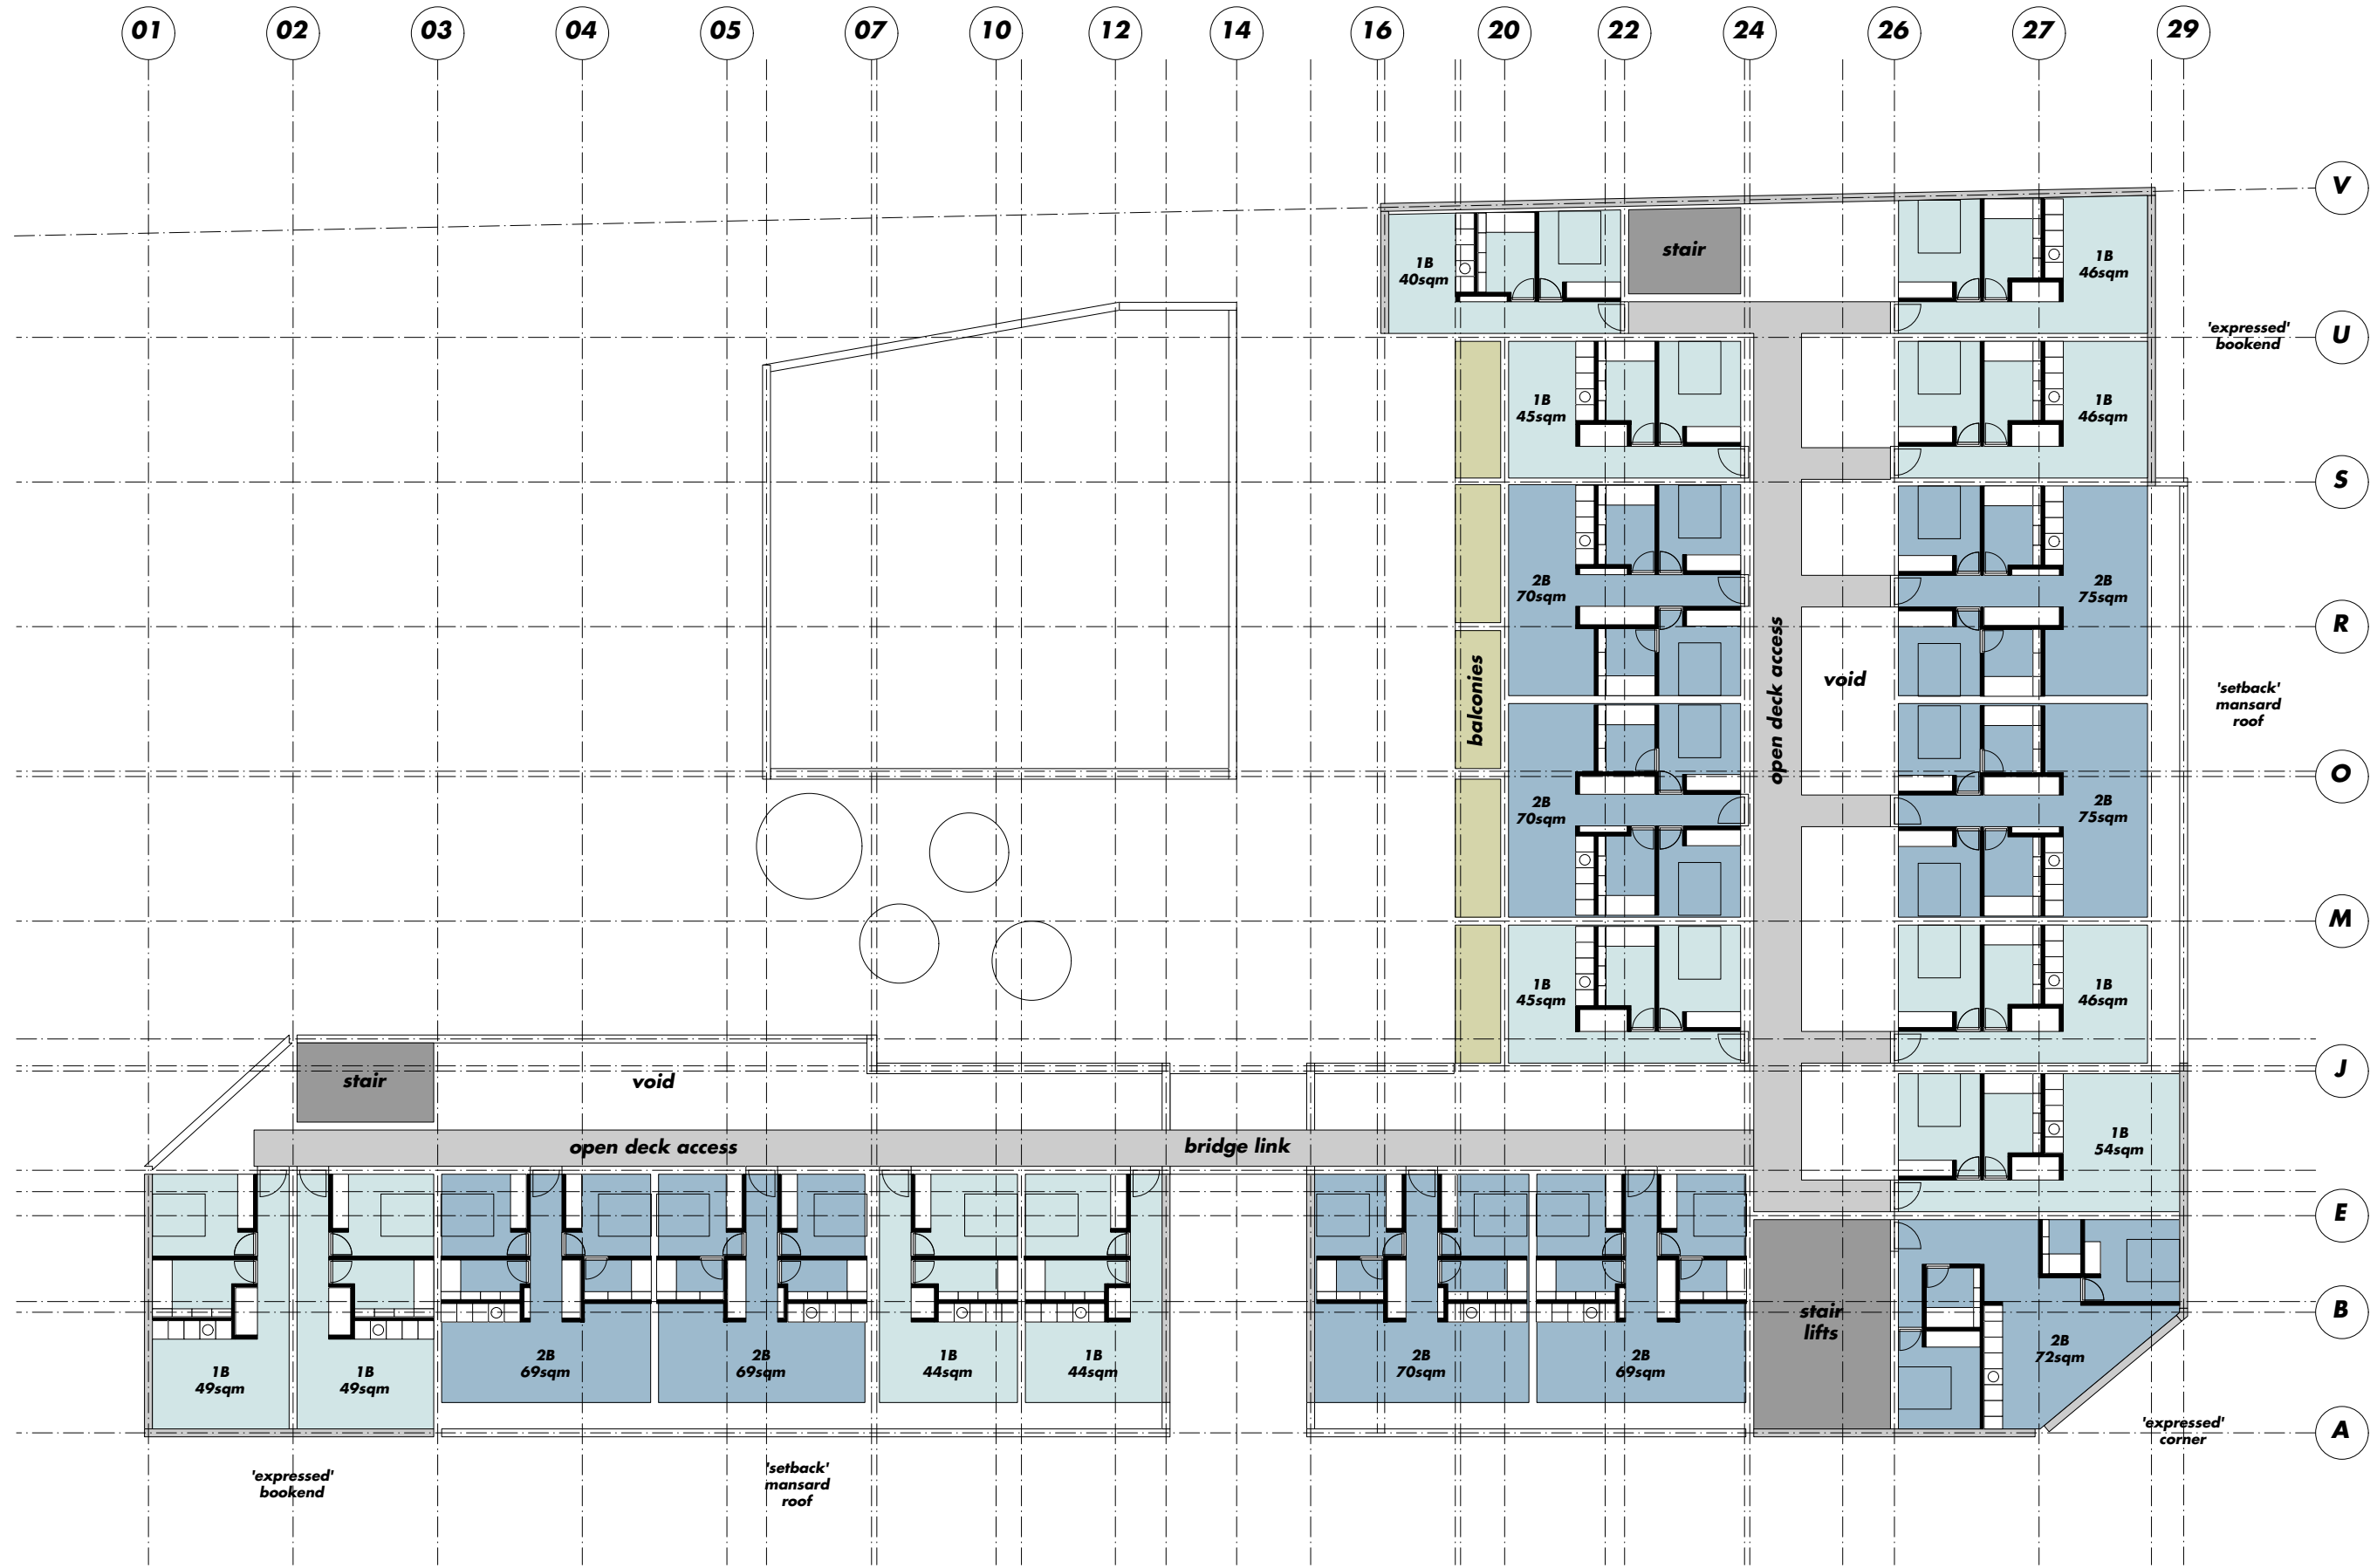 01 02 03 04 05 07 10 12 14 16 20 22 24 26 27 29
V
stair
1B
40sqm
1B
46sqm
'expressed'
bookend
U
1B
45sqm
1B
46sqm
S
2B
70sqm
2B
75sqm
R
open deck access
balconies
void
'setback'
mansard
roof
O
2B
70sqm
2B
75sqm
M
1B
45sqm
1B
46sqm
J
stair
void
open deck access
bridge link
1B
54sqm
E
stair
lifts
B
2B
72sqm
1B
49sqm
1B
49sqm
2B
69sqm
2B
69sqm
1B
44sqm
1B
44sqm
2B
70sqm
2B
69sqm
'expressed'
corner
A
'expressed'
bookend
'setback'
mansard
roof